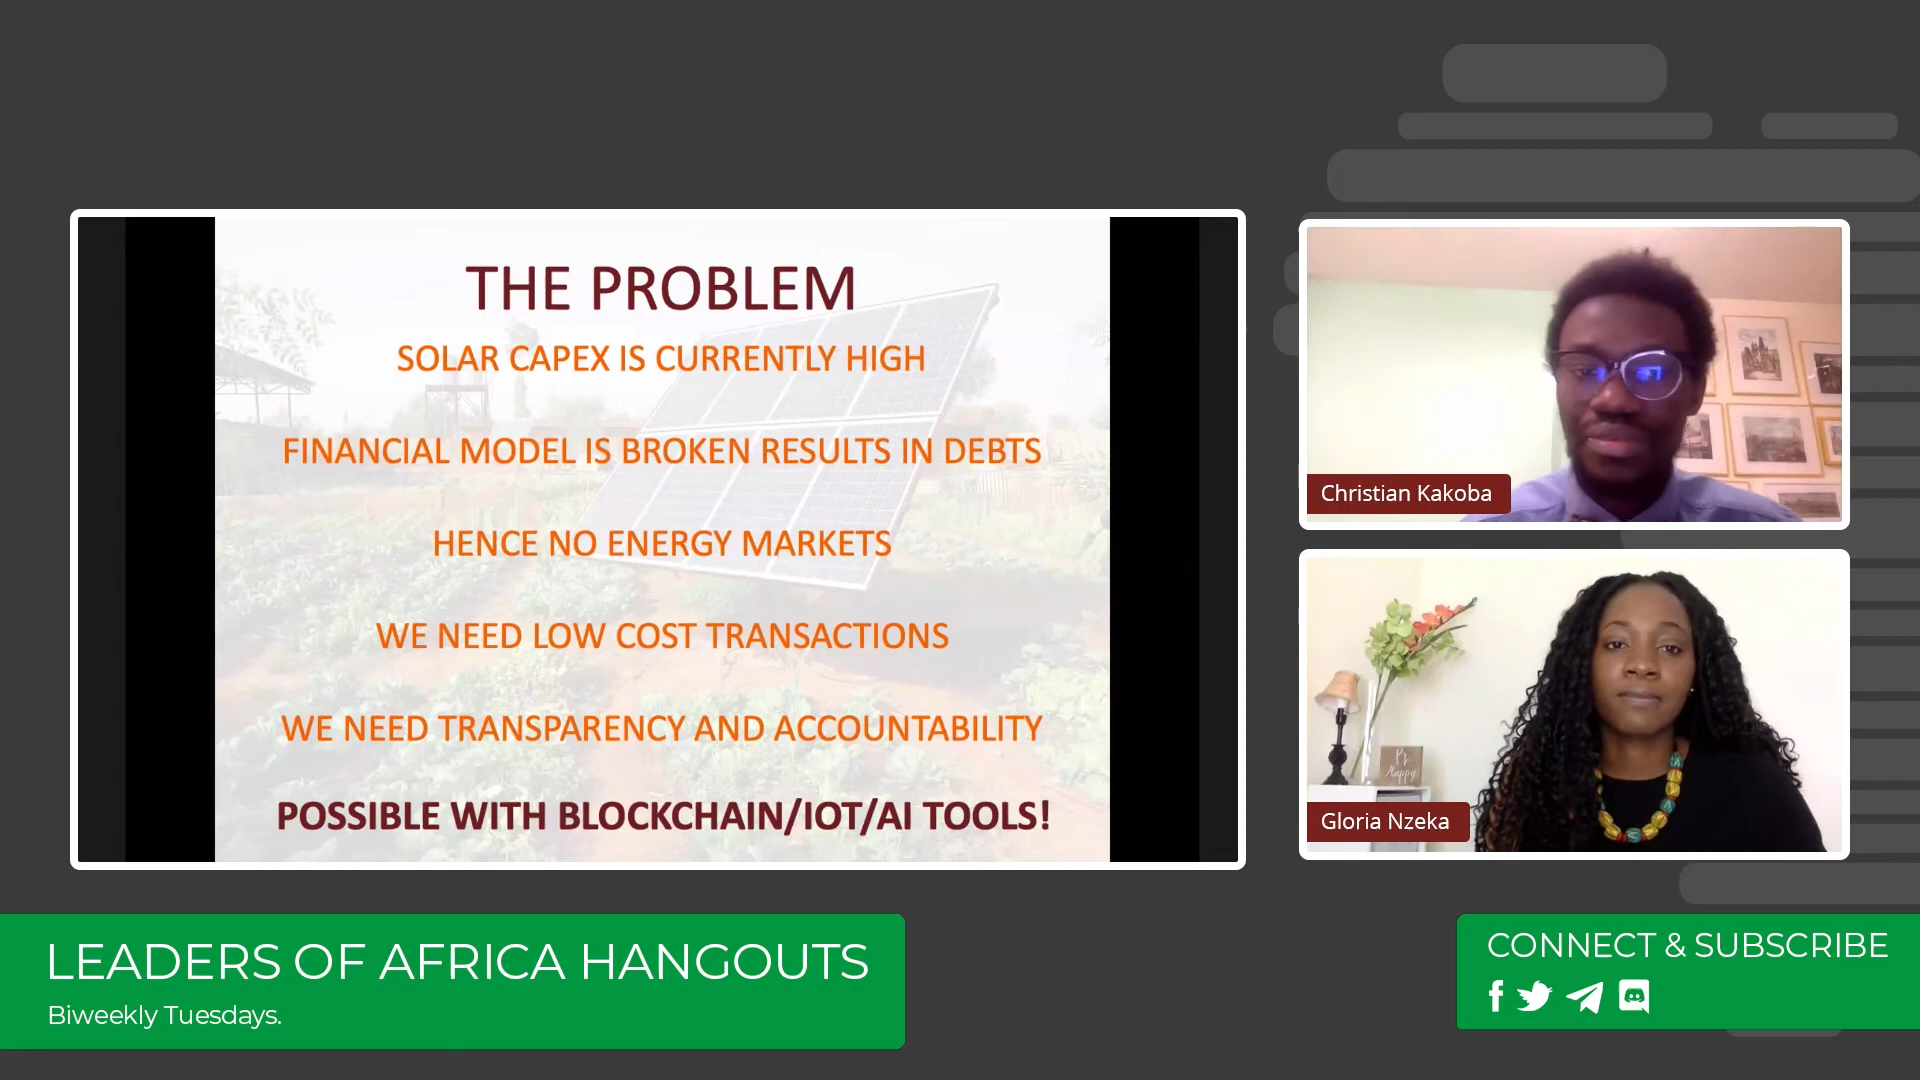 THE PROBLEM
SOLAR CAPEX IS CURRENTLY HIGH
FINANCIAL MODEL IS BROKEN RESULTS IN DEBTS
HENCE NO ENERGY MARKETS
WE NEED LOW COST TRANSACTIONS
WE NEED TRANSPARENCY AND ACCOUNTABILITY
POSSIBLE WITH BLOCKCHAIN/IOT/AI TOOLS!
Christian Kakoba
Happy
Gloria Nzeka
LEADERS OF AFRICA HANGOUTS
Biweekly Tuesdays.
CONNECT & SUBSCRIBE